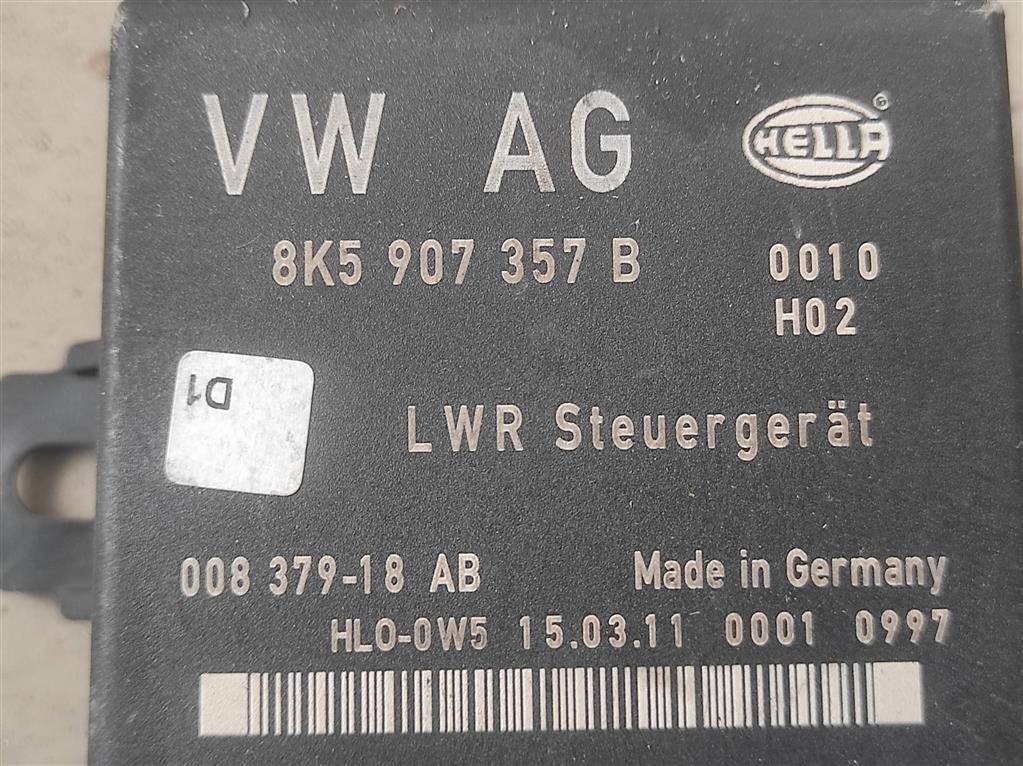 VW AG HELLA ®
8K5 907 357 B 0010
H02
D1
LWR Steuergerät
008 379-18 AB Made in Germany
HLO-0W5 15.03.11 0001 0997